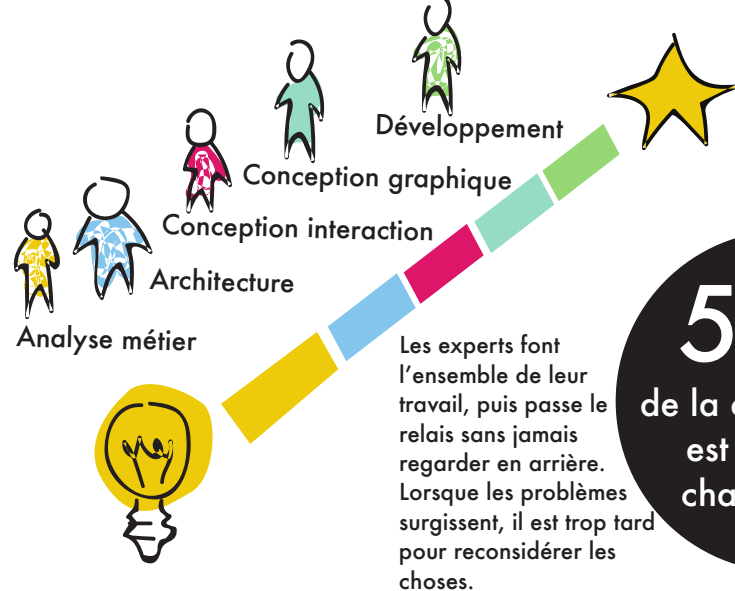 Développement
Conception graphique
Conception interaction
Architecture
Analyse métier
Les experts font
l’ensemble de leur
travail, puis passe le
relais sans jamais
regarder en arrière.
Lorsque les problèmes
surgissent, il est trop tard
pour reconsidérer les
choses.
5
de la
est